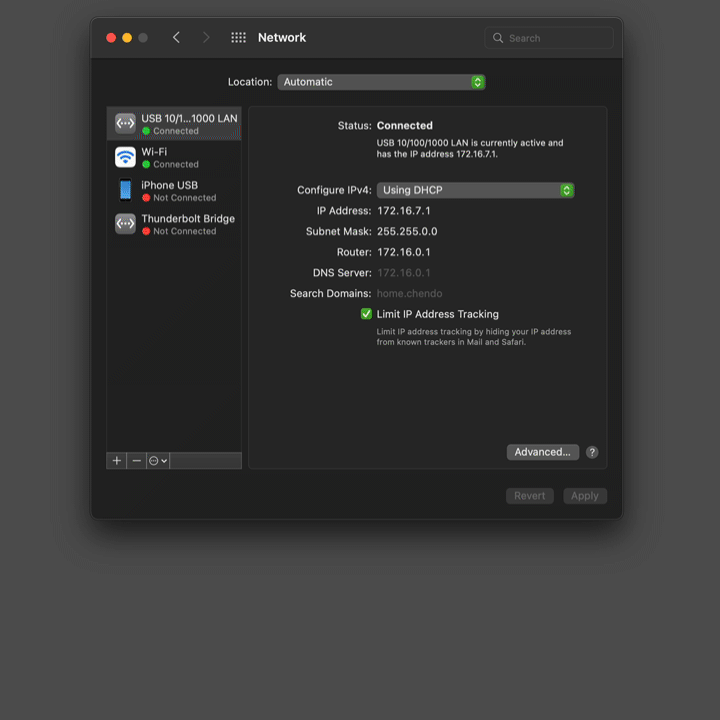 Network
Search
Location: Automatic
USB 10/1...1000 LAN
Connected
Wi-Fi
Connected
iPhone USB
Not Connected
Thunderbolt Bridge
Not Connected
Status: Connected
USB 10/100/1000 LAN is currently active and
has the IP address 172.16.7.1.
Configure IPv4: Using DHCP
IP Address: 172.16.7.1
Subnet Mask: 255.255.0.0
Router: 172.16.0.1
DNS Server: 172.16.0.1
Search Domains: home.chendo
Limit IP Address Tracking
Limit IP address tracking by hiding your IP address
from known trackers in Mail and Safari.
Advanced... ?
Revert Apply